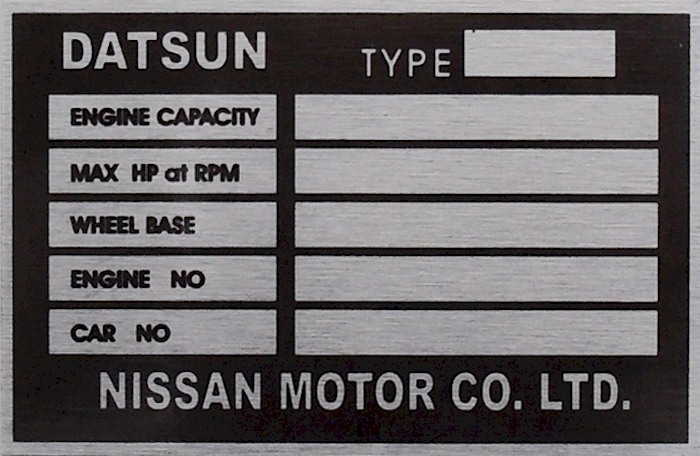 DATSUN TYPE
ENGINE CAPACITY
MAX HP at RPM
WHEEL BASE
ENGINE NO
CAR NO
NISSAN MOTOR CO. LTD.